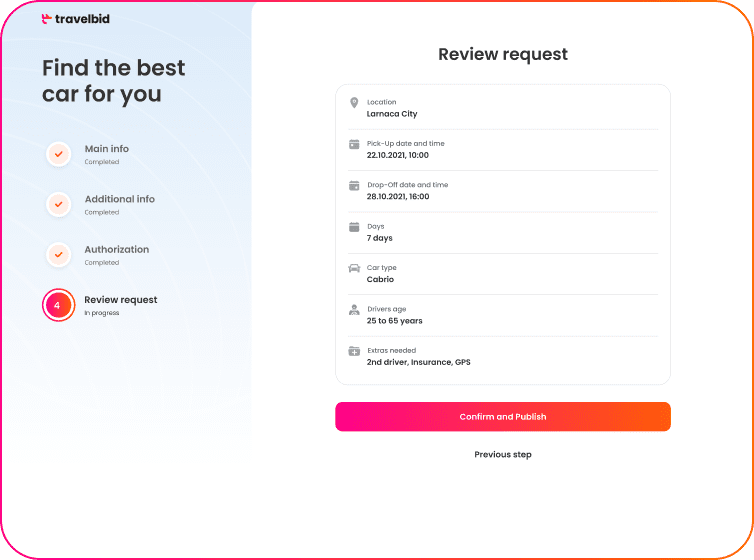 travelbid
Find the best
car for you
Main info
Completed
Additional info
Completed
Authorization
Completed
4
Review request
In progress
Review request
Location
Larnaca City
Pick-Up date and time
22.10.2021, 10:00
Drop-Off date and time
28.10.2021, 16:00
Days
7 days
Car type
Cabrio
Drivers age
25 to 65 years
Extras needed
2nd driver, Insurance, GPS
Confirm and Publish
Previous step